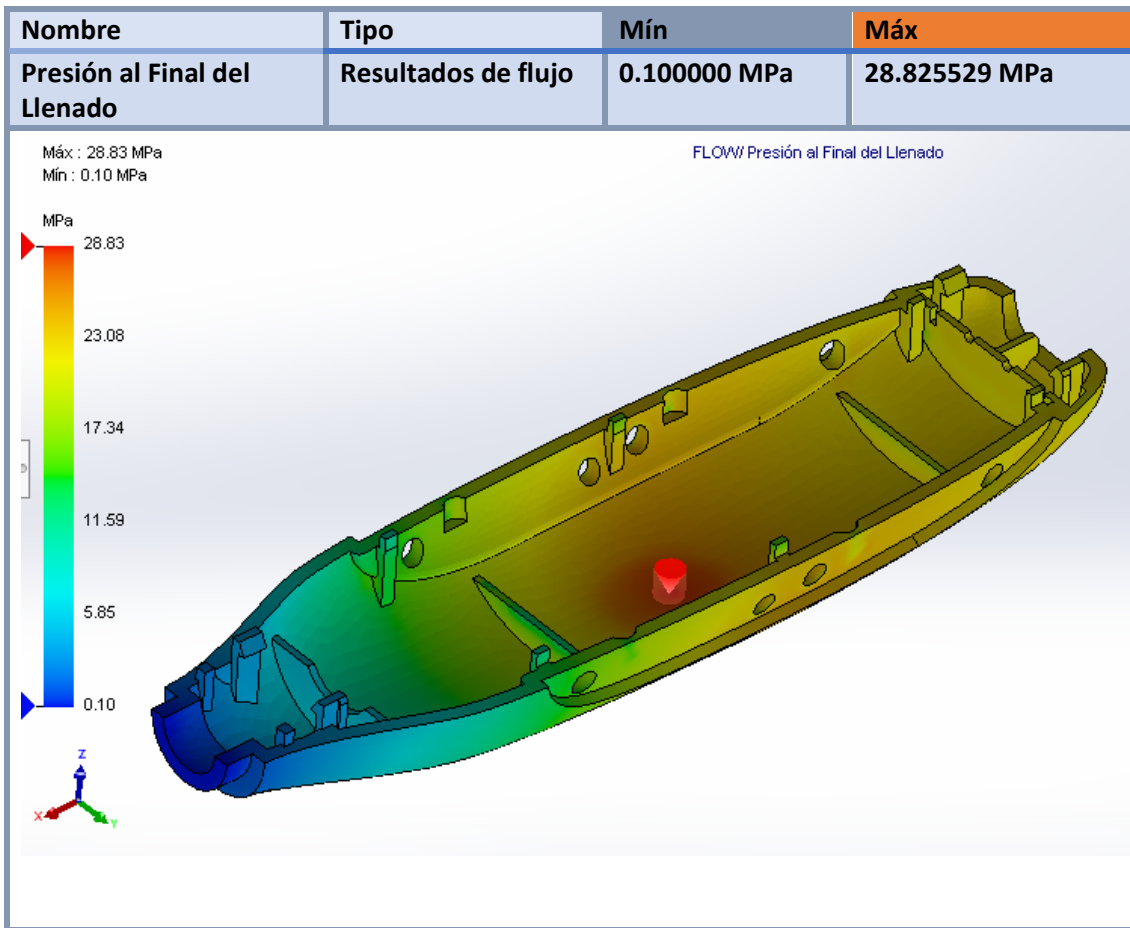 Nombre Tipo Mín Máx
Presión al Final del Llenado Resultados de flujo 0.100000 MPa 28.825529 MPa
Máx : 28.83 MPa
Mín : 0.10 MPa
FLOW/ Presión al Final del Llenado
MPa
28.83
23.08
17.34
11.59
5.85
0.10
Z
X
Y